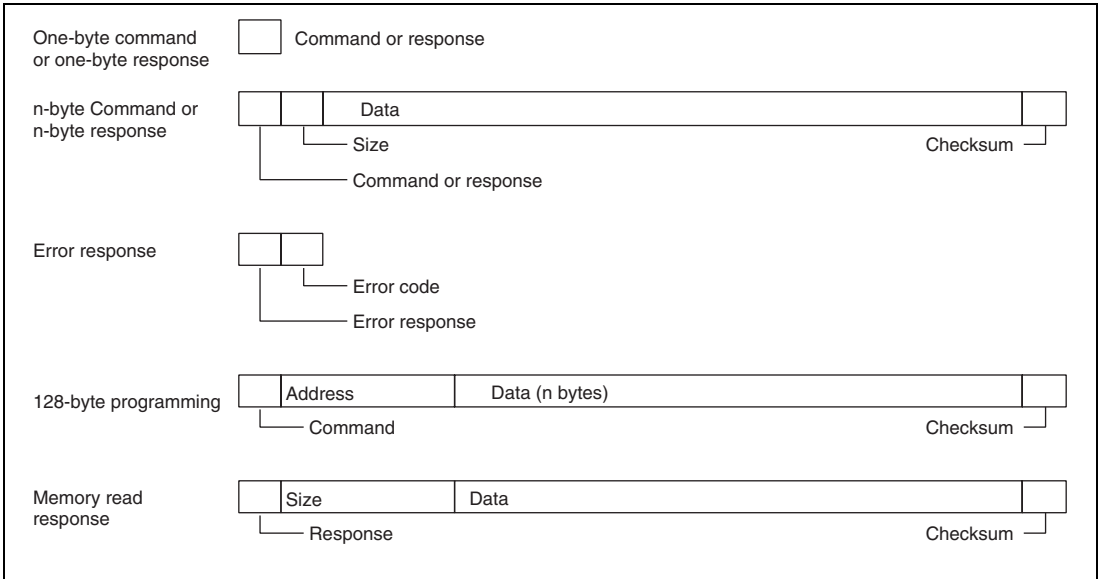 One-byte command
or one-byte response
Command or response
n-byte Command or
n-byte response
Data
Size
Checksum
Command or response
Error response
Error code
Error response
128-byte programming
Address
Data (n bytes)
Command
Checksum
Memory read
response
Size
Data
Response
Checksum